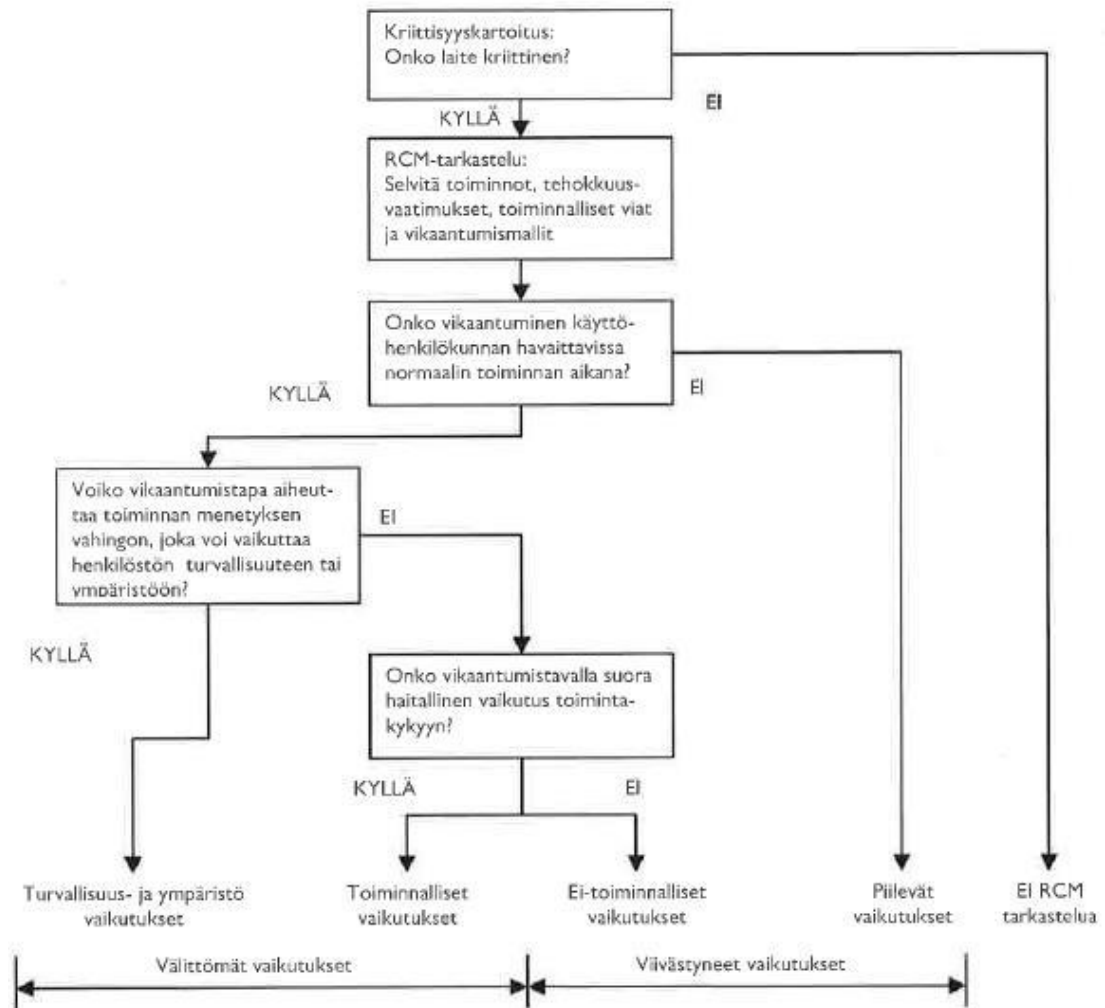 Kriittisyyskartoitus:
Onko laite kriittinen?
EI
KYLLÄ
RCM-tarkastelu:
Selvitä toiminnot, tehokkuus-
vaatimukset, toiminnalliset viat
ja vikaantumismallit
Onko vikaantuminen käyttö-
henkilökunnan havaittavissa
normaalin toiminnan aikana?
EI
KYLLÄ
Voiko vikaantumistapa aiheut-
taa toiminnan menetyksen
vahingon, joka voi vaikuttaa
henkilöstön turvallisuuteen tai
ympäristöön?
EI
KYLLÄ
Onko vikaantumistavalla suora
haitallinen vaikutus toiminta-
kykyyn?
KYLLÄ
EI
Turvallisuus- ja ympäristö
vaikutukset
Toiminnalliset
vaikutukset
Ei-toiminnalliset
vaikutukset
Piilevät
vaikutukset
EI RCM
tarkastelua
Välittömät vaikutukset
Viivästyneet vaikutukset